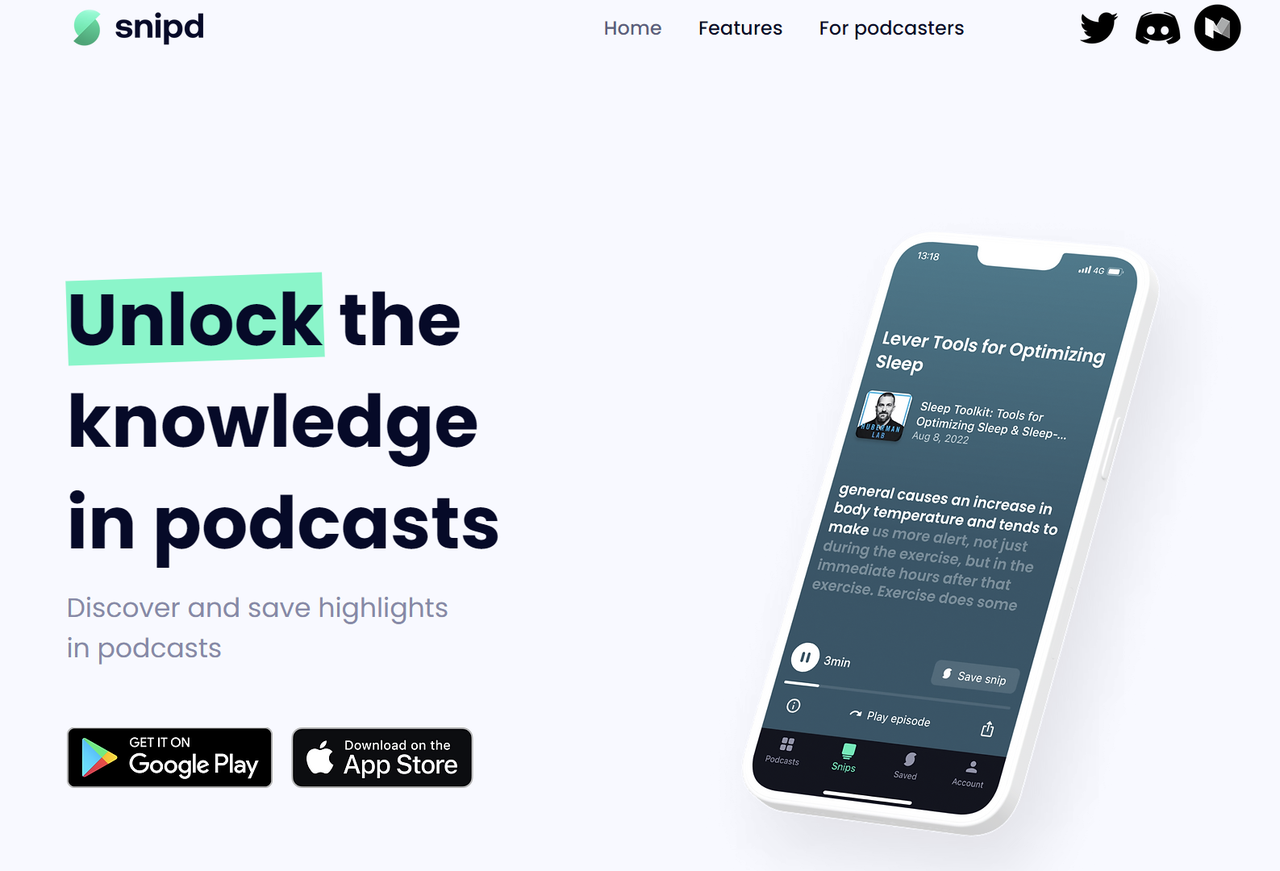 snipd
Home
Features
For podcasters
Unlock the
knowledge
in podcasts
Discover and save highlights
in podcasts
GET IT ON
Google Play
Download on the
App Store
13:18
4G
Lever Tools for Optimizing
Sleep
HUBERMAN
LAB
Sleep Toolkit: Tools for
Optimizing Sleep & Sleep-...
Aug 8, 2022
general causes an increase in
body temperature and tends to
make us more alert, not just
during the exercise, but in the
immediate hours after that
exercise. Exercise does some
3min
Save snip
Play episode
Podcasts
Snips
Saved
Account